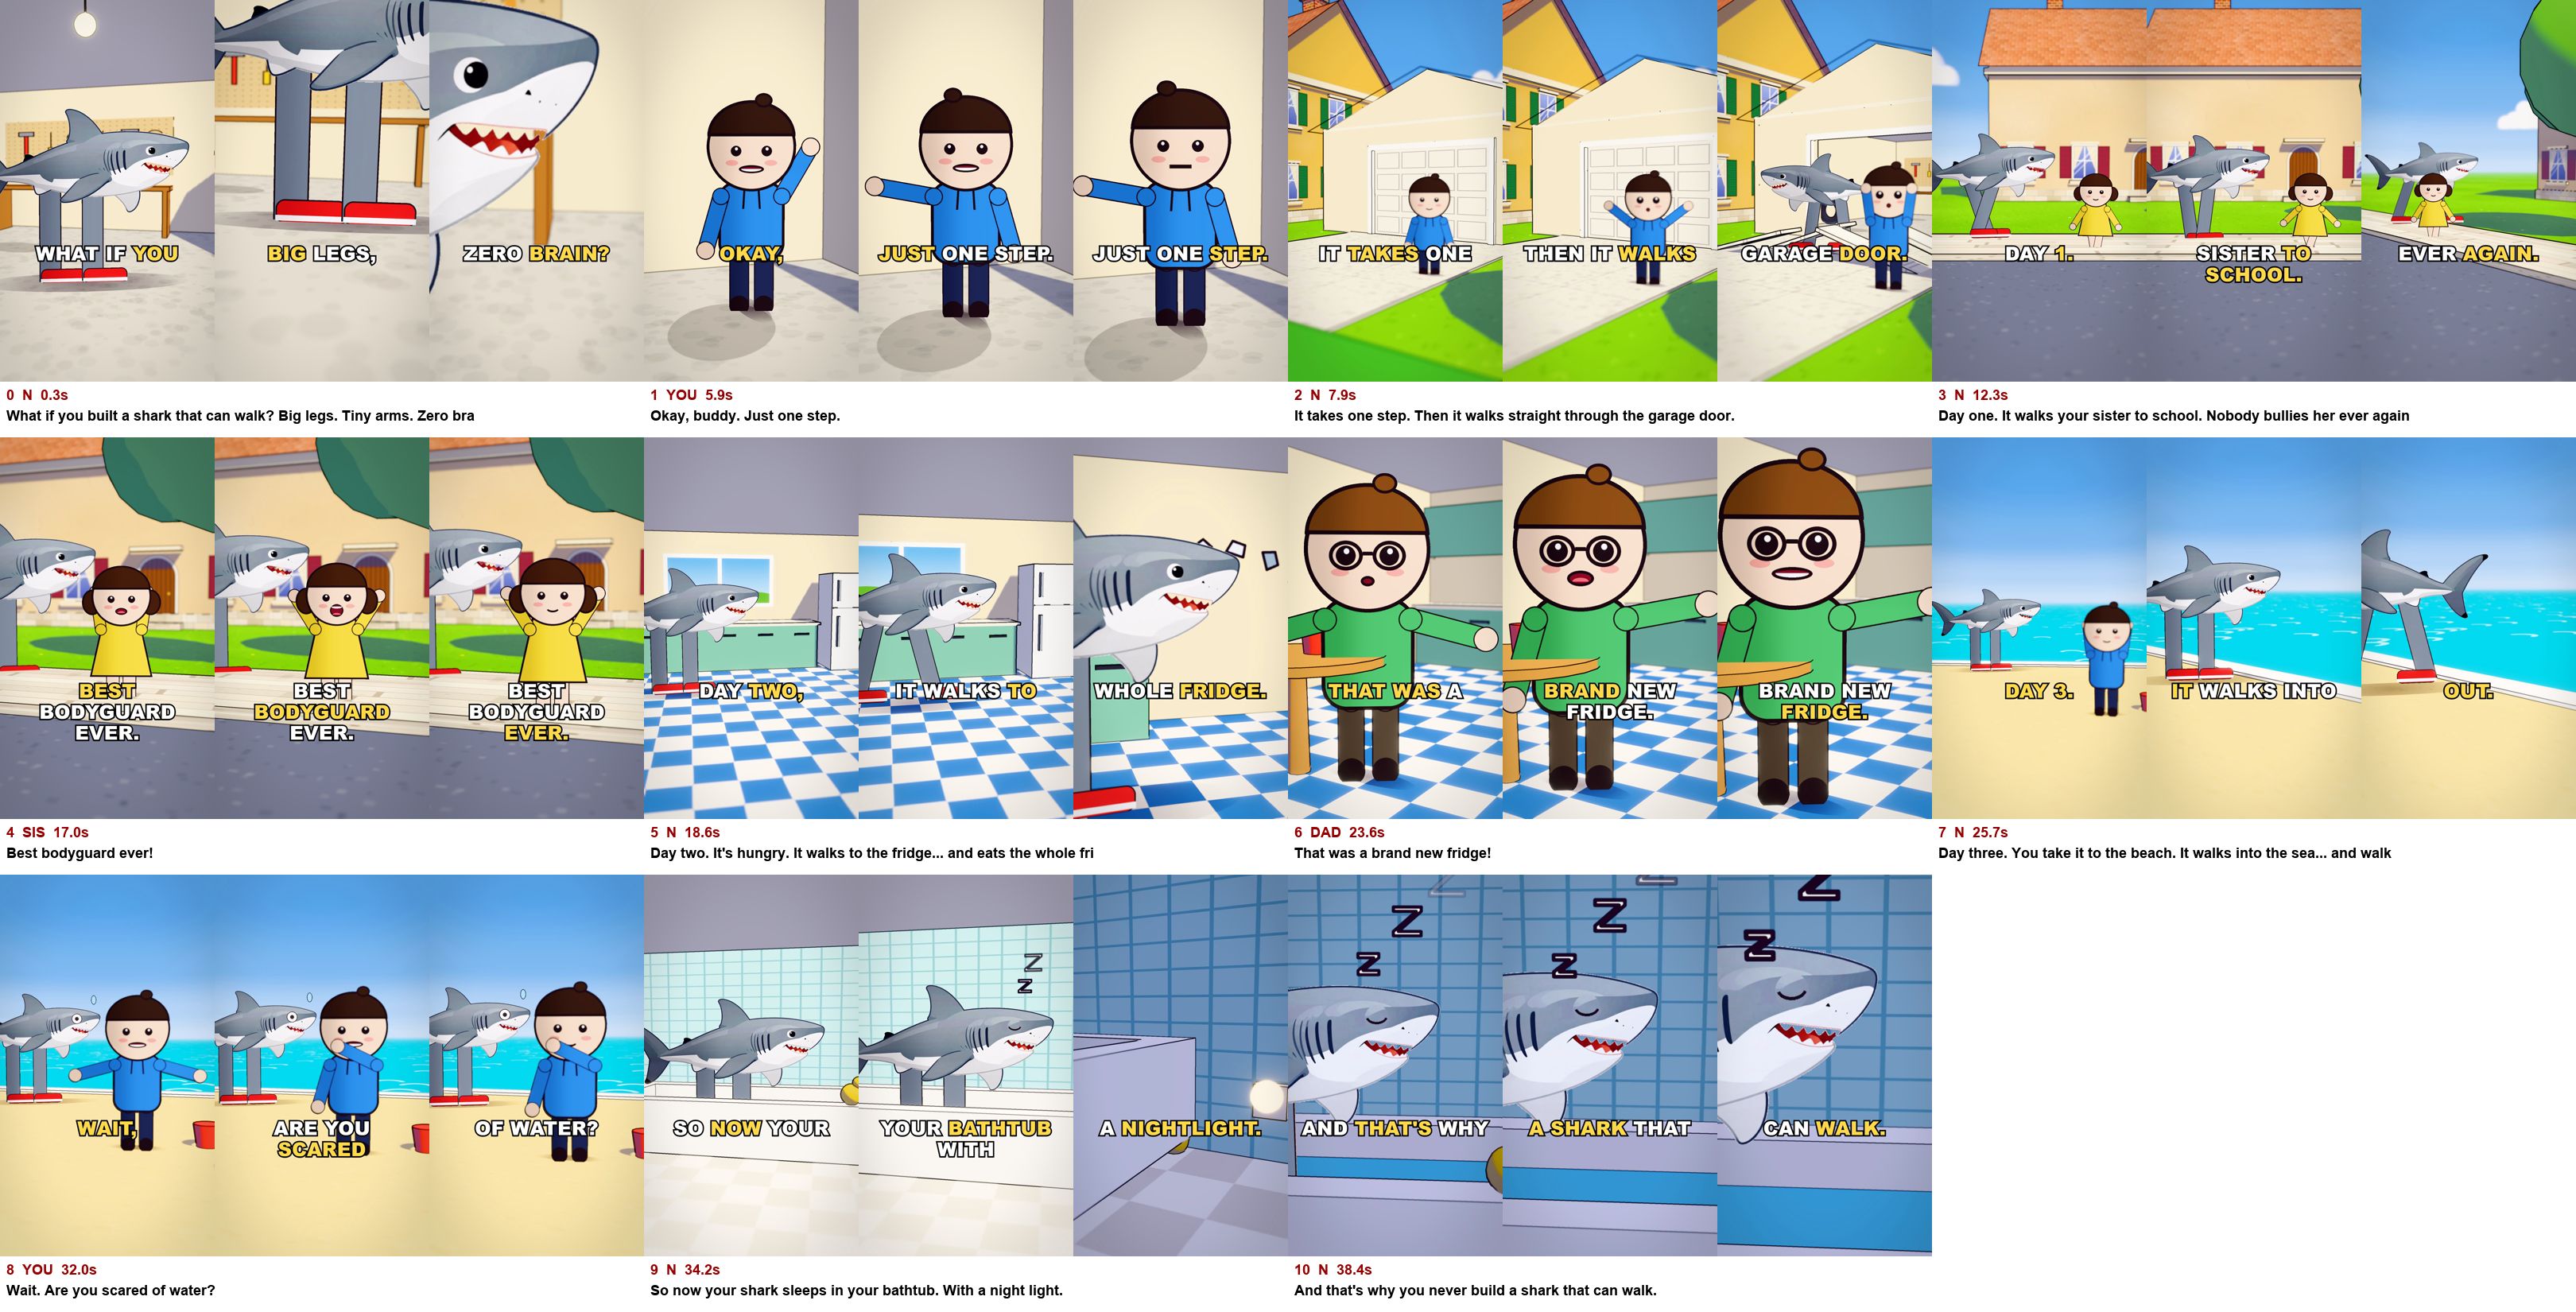 WHAT IF YOU
BIG LEGS,
ZERO BRAIN?
0 N 0.3s
What if you built a shark that can walk? Big legs. Tiny arms. Zero bra
OKAY,
JUST ONE STEP.
JUST ONE STEP.
1 YOU 5.9s
Okay, buddy. Just one step.
IT TAKES ONE
THEN IT WALKS
GARAGE DOOR.
2 N 7.9s
It takes one step. Then it walks straight through the garage door.
DAY 1.
SISTER TO
SCHOOL.
EVER AGAIN.
3 N 12.3s
Day one. It walks your sister to school. Nobody bullies her ever again
BEST
BODYGUARD
EVER.
BEST
BODYGUARD
EVER.
BEST
BODYGUARD
EVER.
4 SIS 17.0s
Best bodyguard ever!
DAY TWO,
IT WALKS TO
WHOLE FRIDGE.
5 N 18.6s
Day two. It's hungry. It walks to the fridge... and eats the whole fri
THAT WAS A
BRAND NEW
FRIDGE.
BRAND NEW
FRIDGE.
6 DAD 23.6s
That was a brand new fridge!
DAY 3.
IT WALKS INTO
OUT.
7 N 25.7s
Day three. You take it to the beach. It walks into the sea... and walk
WAIT,
ARE YOU
SCARED
OF WATER?
8 YOU 32.0s
Wait. Are you scared of water?
SO NOW YOUR
Z
Z
YOUR BATHTUB
WITH
A NIGHTLIGHT.
9 N 34.2s
So now your shark sleeps in your bathtub. With a night light.
Z
Z
Z
AND THAT'S WHY
Z
Z
Z
A SHARK THAT
Z
Z
CAN WALK.
10 N 38.4s
And that's why you never build a shark that can walk.